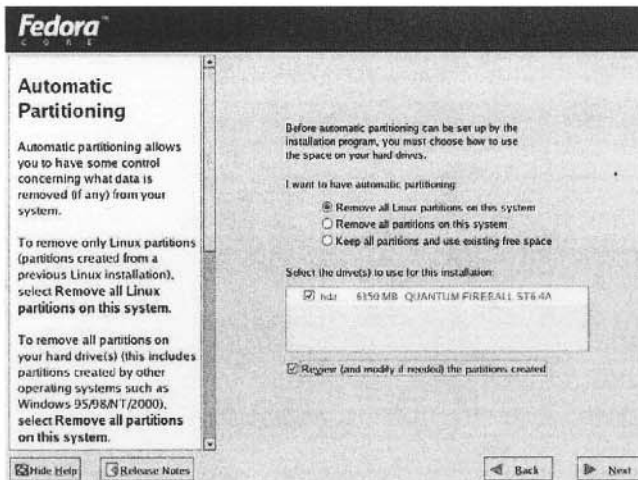 Fedora
CORE
Automatic
Partitioning
Automatic partitioning allows
you to have some control
concerning what data is
removed (if any) from your
system.
To remove only Linux partitions
(partitions created from a
previous Linux installation),
select Remove all Linux
partitions on this system.
To remove all partitions on
your hard drive(s) (this includes
partitions created by other
operating systems such as
Windows 95/98/NT/2000),
select Remove all partitions
on this system.
Before automatic partitioning can be set up by the
installation program, you must choose how to use
the space on your hard drives.
I want to have automatic partitioning:
Remove all Linux partitions on this system
Remove all partitions on this system
Keep all partitions and use existing free space
Select the drive(s) to use for this installation:
6150 MB QUANTUM FIREBALL ST6.4A
Review (and modify if needed) the partitions created
Hide Help
Release Notes
Back
Next